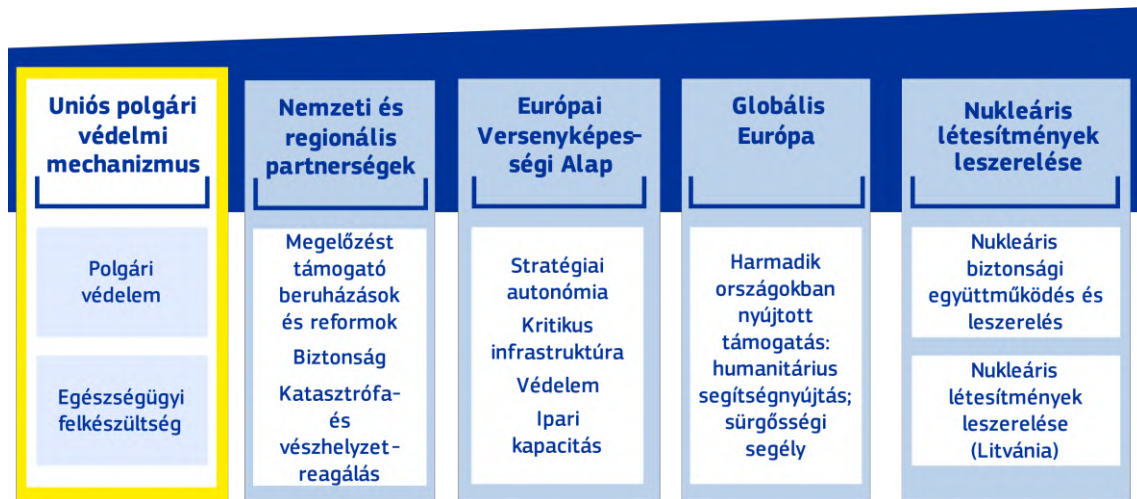 Uniós polgári
védelmi
mechanizmus
Polgári
védelem
Egészségügyi
felkészültség
Nemzeti és
regionális
partnerségek
Megelőzést
támogató
beruházások
és reformok
Biztonság
Katasztrófa-
és
vészhelyzet-
reagálás
Európai
Versenyképes-
ségi Alap
Stratégiai
autonómia
Kritikus
infrastruktúra
Védelem
Ipari
kapacitás
Globális
Európa
Harmadik
országokban
nyújtott
támogatás:
humanitárius
segítségnyújtás;
sürgősségi
segély
Nukleáris
létesítmények
leszerelése
Nukleáris
biztonsági
együttműködés és
leszerelés
Nukleáris
létesítmények
leszerelése
(Litvánia)